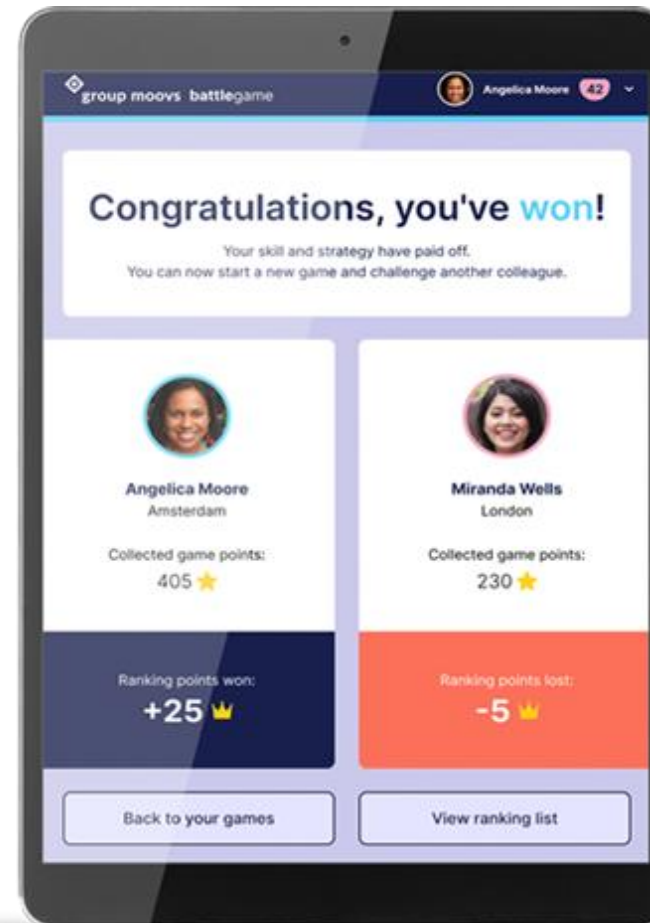 group moovs battlegame
Angelica Moore 42
Congratulations, you've won!
Your skill and strategy have paid off.
You can now start a new game and challenge another colleague.
Angelica Moore
Amsterdam
Collected game points:
405
Ranking points won:
+25
Miranda Wells
London
Collected game points:
230
Ranking points lost:
-5
Back to your games
View ranking list